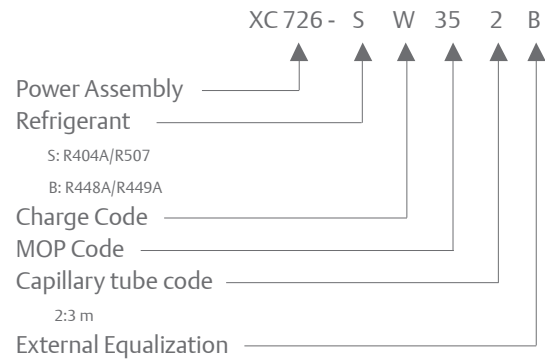 XC 726 - S W 35 2 B
Power Assembly
Refrigerant
S: R404A/R507
B: R448A/R449A
Charge Code
MOP Code
Capillary tube code
2:3 m
External Equalization